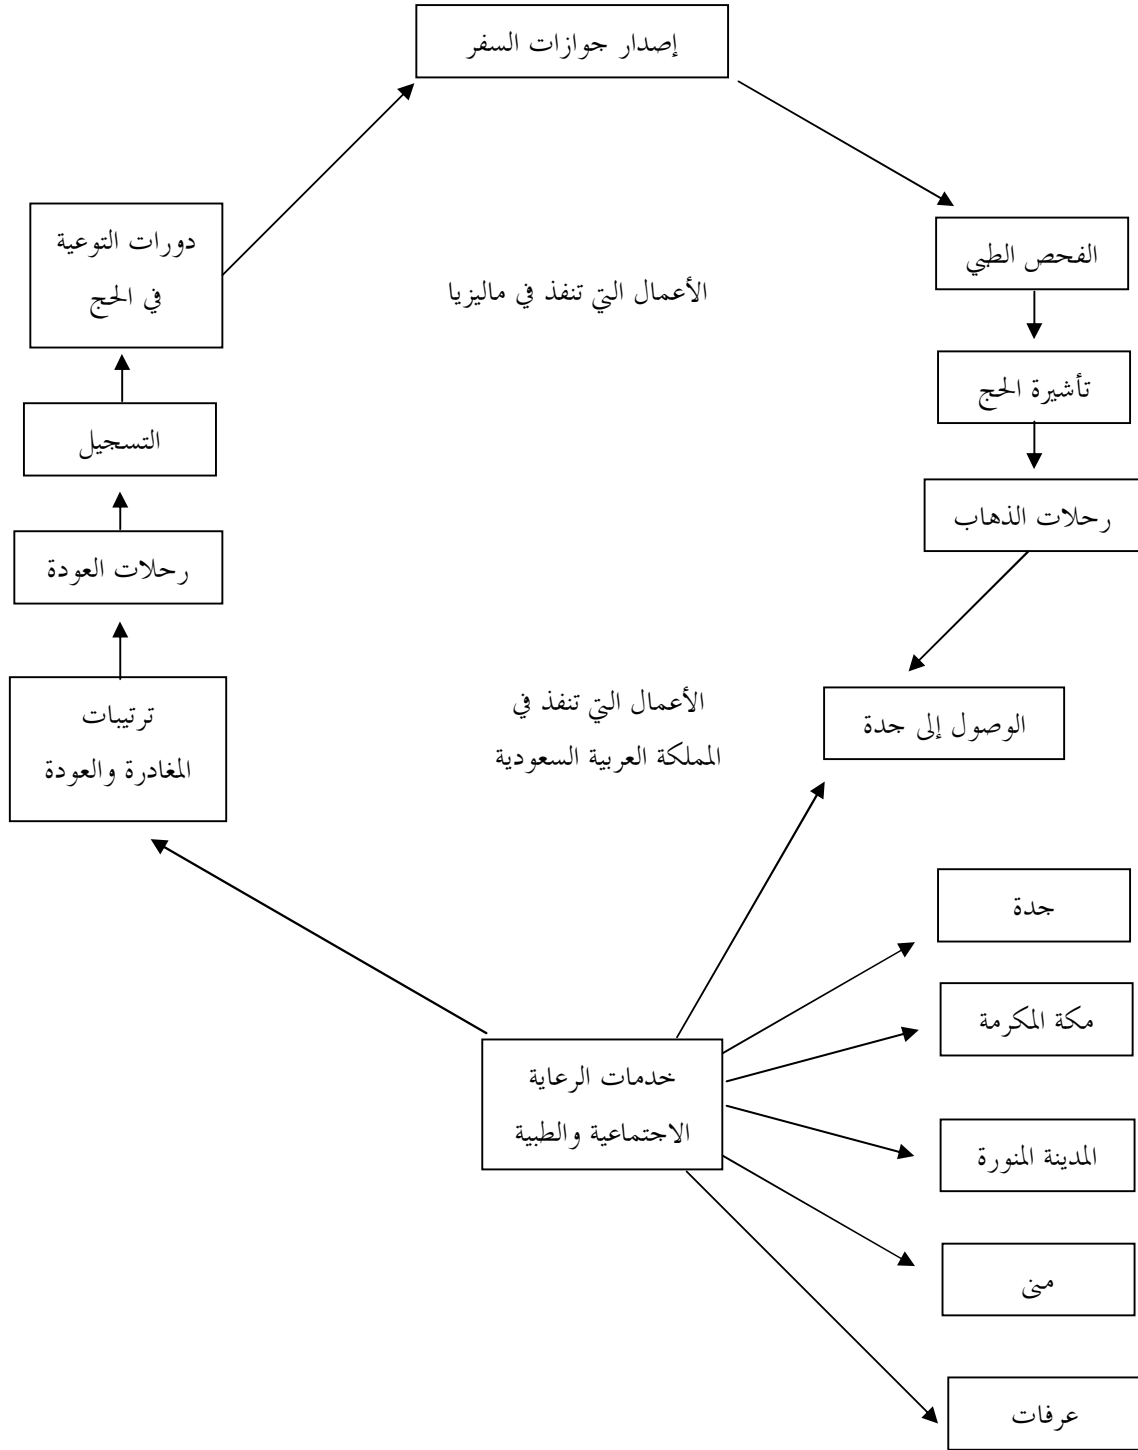 إصدار جوازات السفر
دورات التوعية
في الحج
الفحص الطبي
الأعمال التي تنفذ في ماليزيا
تأشيرة الحج
التسجيل
رحلات الذهاب
رحلات العودة
الأعمال التي تنفذ في
المملكة العربية السعودية
الوصول إلى جدة
ترتيبات
المغادرة والعودة
جدة
مكة المكرمة
خدمات الرعاية
الاجتماعية والطبية
المدينة المنورة
منى
عرفات